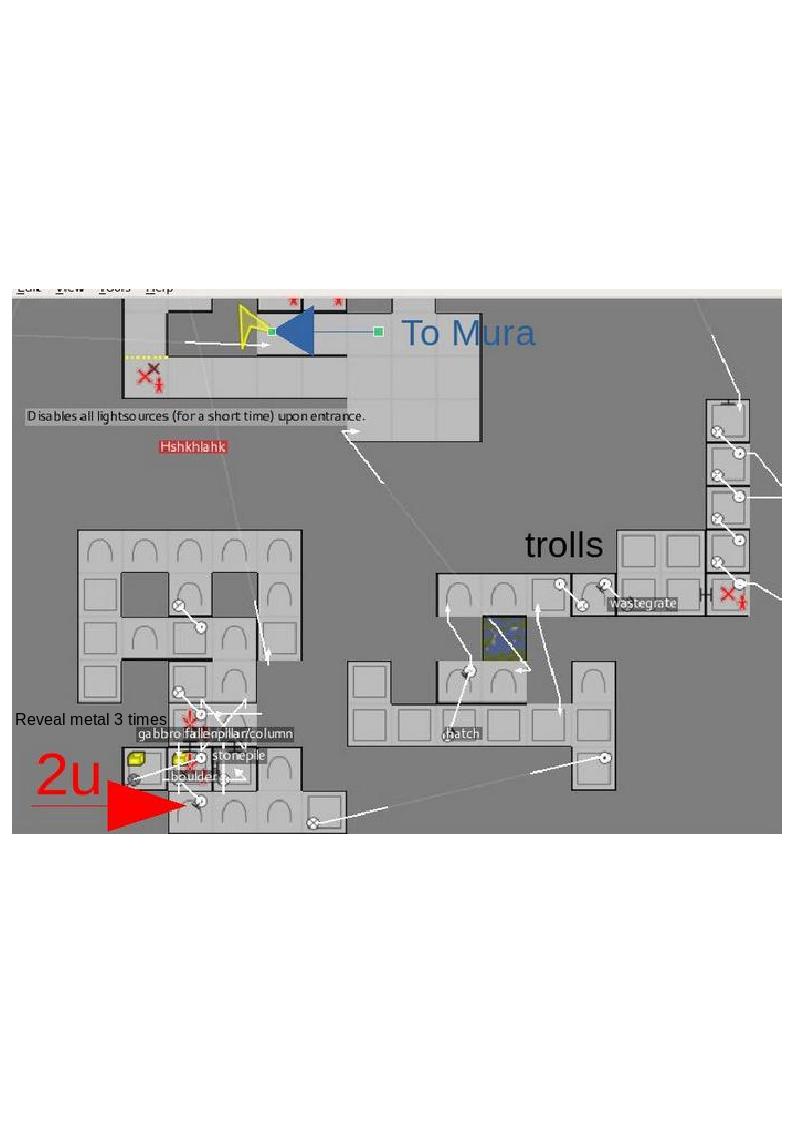 Edit View Tools Help
To Mura
Disables all lightsources (for a short time) upon entrance.
Hshkhlahk
trolls
wastegrate
Reveal metal 3 times
gabbro fallenpillar/column
hatch
stonepile
boulder
2u